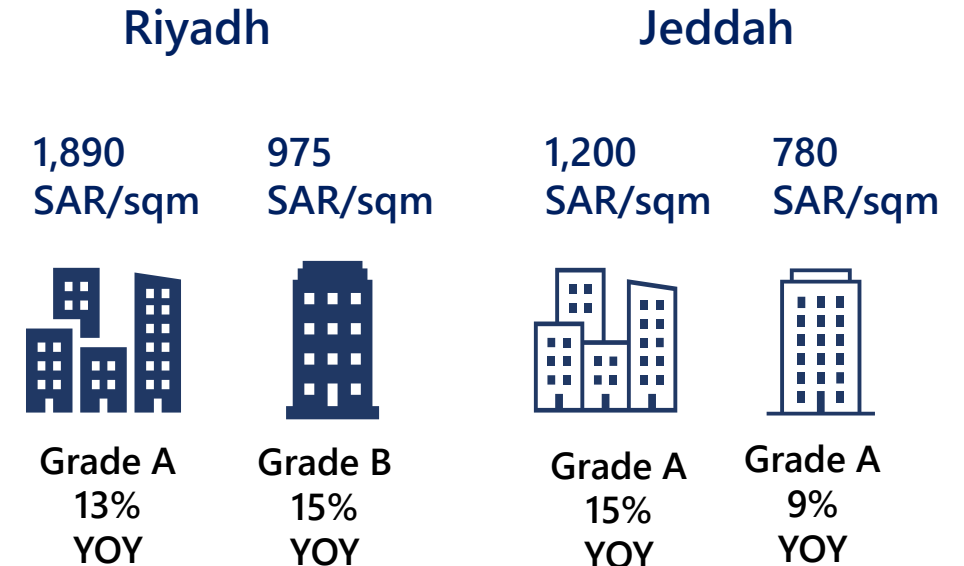 Riyadh
Jeddah
1,890
SAR/sqm
975
SAR/sqm
1,200
SAR/sqm
780
SAR/sqm
Grade A
13%
YOY
Grade B
15%
YOY
Grade A
15%
YOY
Grade A
9%
YOY